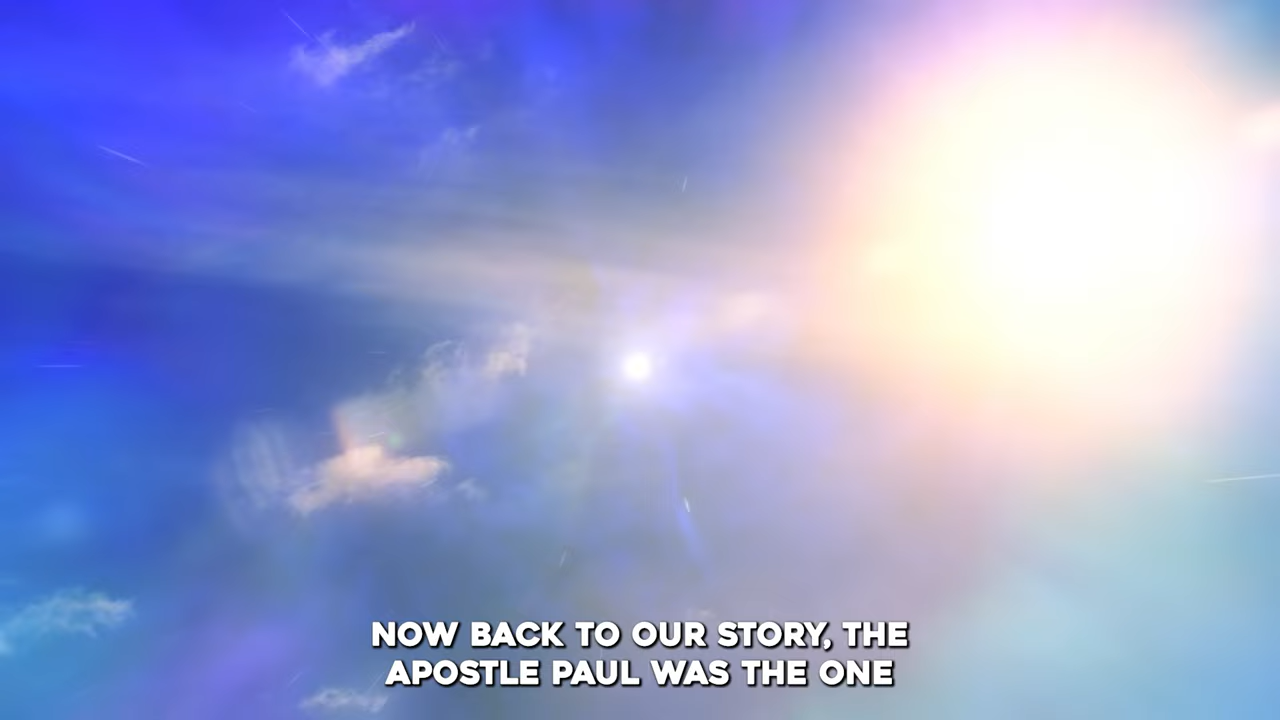 NOW BACK TO OUR STORY, THE
APOSTLE PAUL WAS THE ONE